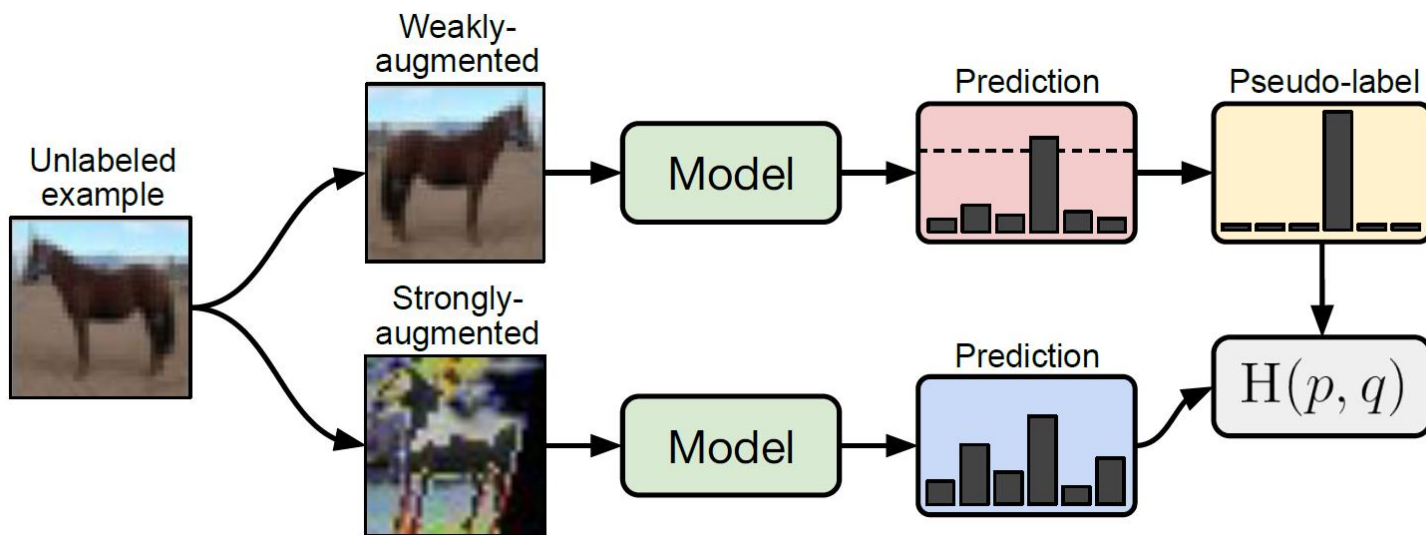 Weakly-
augmented
Prediction
Pseudo-label
Unlabeled
example
Model
Strongly-
augmented
Prediction
Model
H(p, q)